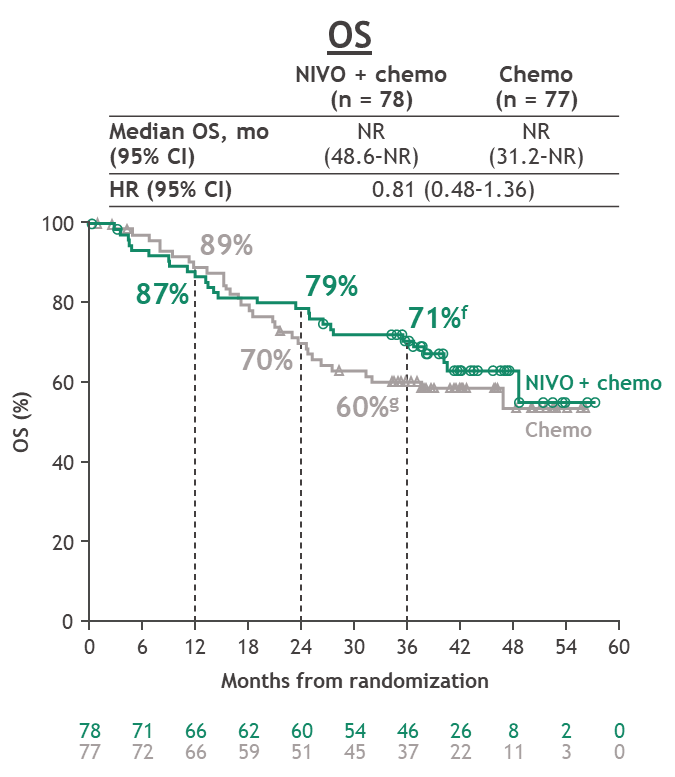 OS
NIVO + chemo Chemo
(n = 78) (n = 77)
Median OS, mo NR NR
(95% CI) (48.6-NR) (31.2-NR)
HR (95% CI) 0.81 (0.48-1.36)
100
89%
87%
79%
80
71%f
70%
60
60%g
NIVO + chemo
Chemo
OS (%)
40
20
0
0 6 12 18 24 30 36 42 48 54 60
Months from randomization
78 71 66 62 60 54 46 26 8 2 0
77 72 66 59 51 45 37 22 11 3 0